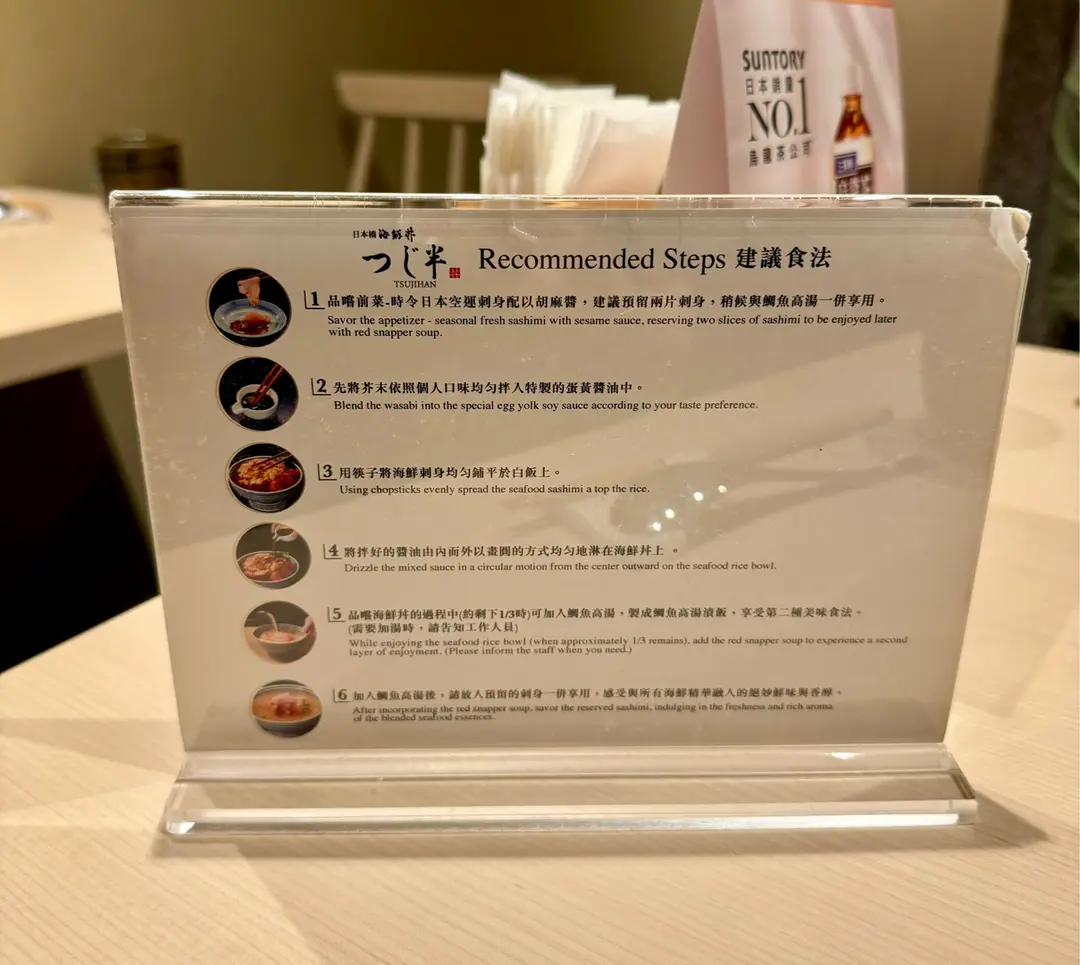 SUNTORY
日本銷量
NO.1
烏龍茶公司
日本橋 海鮮丼
つじ半
TSUJIHAN
Recommended Steps 建議食法
1 品嚐前菜-時令日本空運刺身配以胡麻醬，建議預留兩片刺身，稍候與鯛魚高湯一併享用。
Savor the appetizer - seasonal fresh sashimi with sesame sauce, reserving two slices of sashimi to be enjoyed later
with red snapper soup.
2 先將芥末依照個人口味均勻拌入特製的蛋黃醬油中。
Blend the wasabi into the special egg yolk soy sauce according to your taste preference.
3 用筷子將海鮮刺身均勻鋪平於白飯上。
Using chopsticks evenly spread the seafood sashimi a top the rice.
4 將拌好的醬油由內而外以畫圓的方式均勻地淋在海鮮丼上 。
Drizzle the mixed sauce in a circular motion from the center outward on the seafood rice bowl.
5 品嚐海鮮丼的過程中(約剩下1/3時)可加入鯛魚高湯，製成鯛魚高湯漬飯，享受第二種美味食法。
(需要加湯時，請告知工作人員)
While enjoying the seafood rice bowl (when approximately 1/3 remains), add the red snapper soup to experience a second
layer of enjoyment. (Please inform the staff when you need.)
6 加入鯛魚高湯後，請放入預留的刺身一併享用，感受與所有海鮮精華融入的絕妙鮮味與香醇。
After incorporating the red snapper soup, savor the reserved sashimi, indulging in the freshness and rich aroma
of the blended seafood essences.